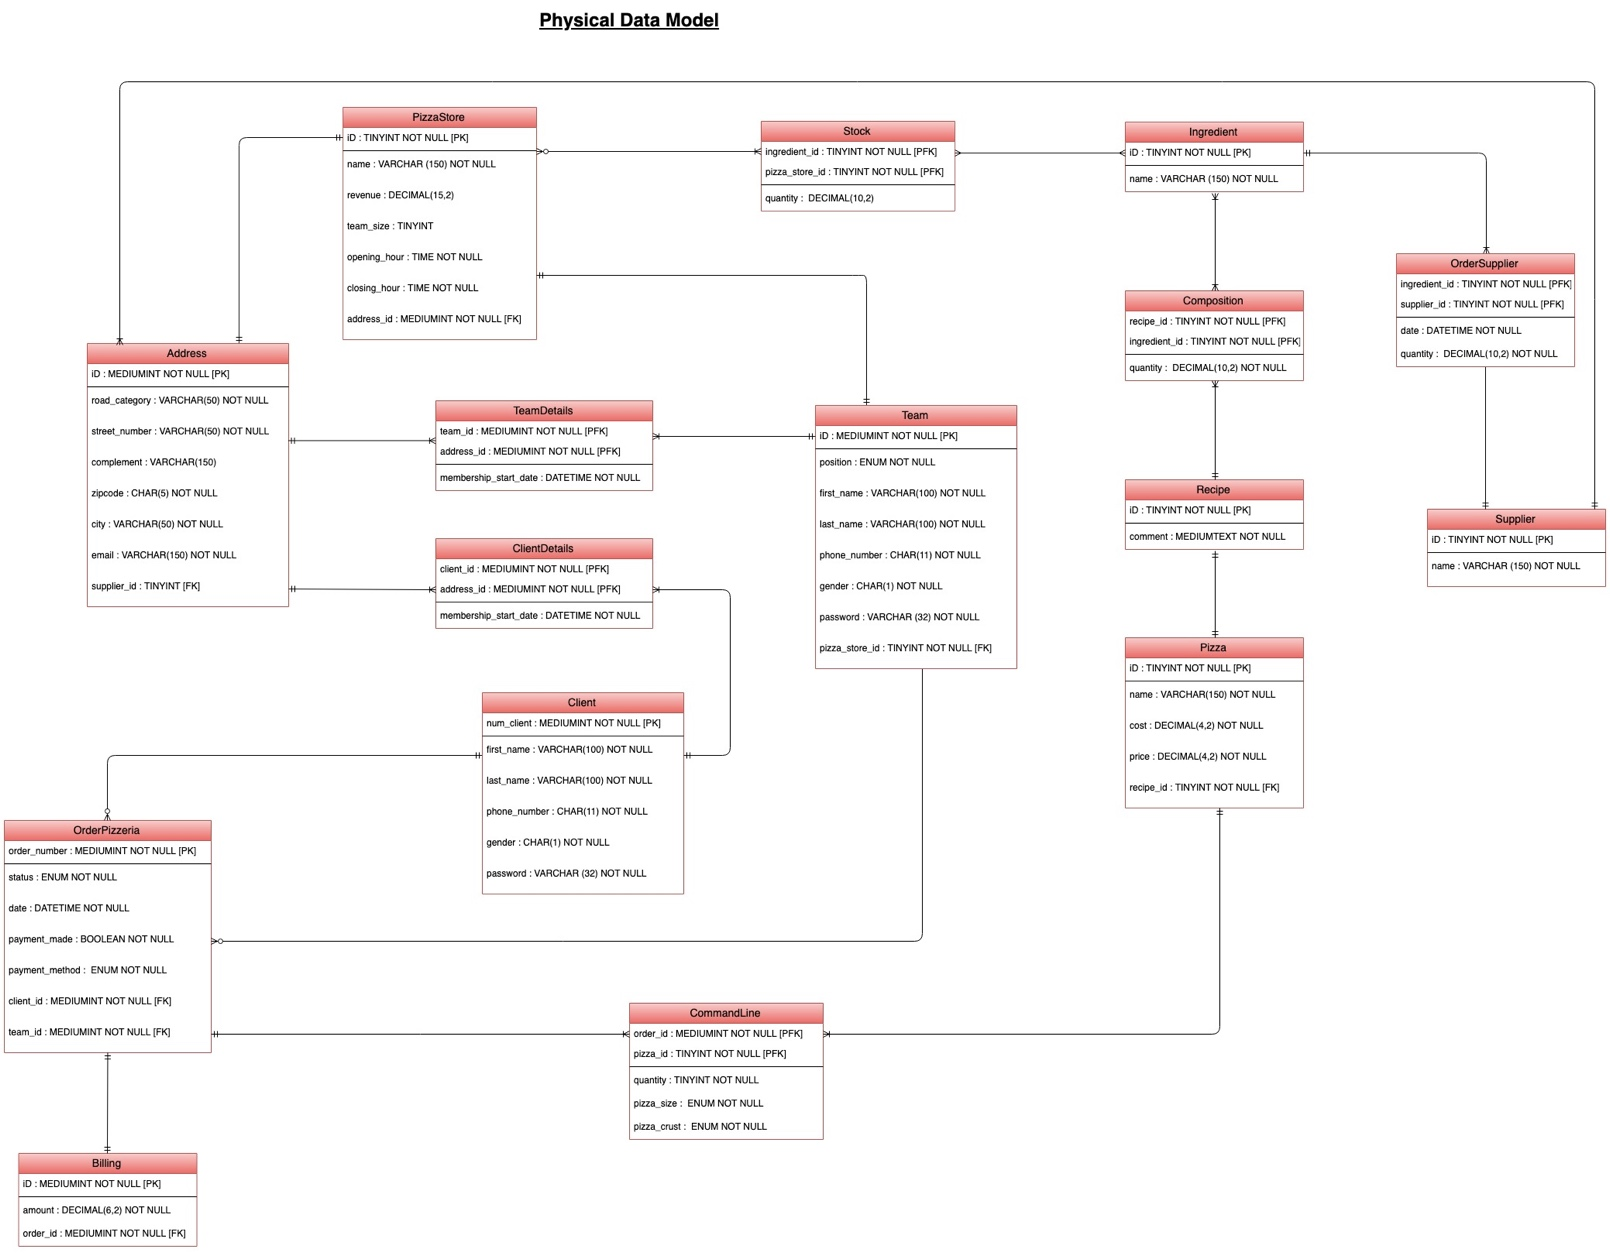 Physical Data Model
PizzaStore
iD : TINYINT NOT NULL [PK]
name : VARCHAR (150) NOT NULL
revenue : DECIMAL(15,2)
team_size : TINYINT
opening_hour : TIME NOT NULL
closing_hour : TIME NOT NULL
address_id : MEDIUMINT NOT NULL [FK]
Stock
ingredient_id : TINYINT NOT NULL [PFK]
pizza_store_id : TINYINT NOT NULL [PFK]
quantity :  DECIMAL(10,2)
Ingredient
iD : TINYINT NOT NULL [PK]
name : VARCHAR (150) NOT NULL
OrderSupplier
ingredient_id : TINYINT NOT NULL [PFK]
supplier_id : TINYINT NOT NULL [PFK]
date : DATETIME NOT NULL
quantity :  DECIMAL(10,2) NOT NULL
Composition
recipe_id : TINYINT NOT NULL [PFK]
ingredient_id : TINYINT NOT NULL [PFK]
quantity :  DECIMAL(10,2) NOT NULL
Address
iD : MEDIUMINT NOT NULL [PK]
road_category : VARCHAR(50) NOT NULL
street_number : VARCHAR(50) NOT NULL
complement : VARCHAR(150)
zipcode : CHAR(5) NOT NULL
city : VARCHAR(50) NOT NULL
email : VARCHAR(150) NOT NULL
supplier_id : TINYINT [FK]
TeamDetails
team_id : MEDIUMINT NOT NULL [PFK]
address_id : MEDIUMINT NOT NULL [PFK]
membership_start_date : DATETIME NOT NULL
Team
iD : MEDIUMINT NOT NULL [PK]
position : ENUM NOT NULL
first_name : VARCHAR(100) NOT NULL
last_name : VARCHAR(100) NOT NULL
phone_number : CHAR(11) NOT NULL
gender : CHAR(1) NOT NULL
password : VARCHAR (32) NOT NULL
pizza_store_id : TINYINT NOT NULL [FK]
Recipe
iD : TINYINT NOT NULL [PK]
comment : MEDIUMTEXT NOT NULL
Supplier
iD : TINYINT NOT NULL [PK]
name : VARCHAR (150) NOT NULL
ClientDetails
client_id : MEDIUMINT NOT NULL [PFK]
address_id : MEDIUMINT NOT NULL [PFK]
membership_start_date : DATETIME NOT NULL
Pizza
iD : TINYINT NOT NULL [PK]
name : VARCHAR(150) NOT NULL
cost : DECIMAL(4,2) NOT NULL
price : DECIMAL(4,2) NOT NULL
recipe_id : TINYINT NOT NULL [FK]
Client
num_client : MEDIUMINT NOT NULL [PK]
first_name : VARCHAR(100) NOT NULL
last_name : VARCHAR(100) NOT NULL
phone_number : CHAR(11) NOT NULL
gender : CHAR(1) NOT NULL
password : VARCHAR (32) NOT NULL
OrderPizzeria
order_number : MEDIUMINT NOT NULL [PK]
status : ENUM NOT NULL
date : DATETIME NOT NULL
payment_made : BOOLEAN NOT NULL
payment_method :  ENUM NOT NULL
client_id : MEDIUMINT NOT NULL [FK]
team_id : MEDIUMINT NOT NULL [FK]
CommandLine
order_id : MEDIUMINT NOT NULL [PFK]
pizza_id : TINYINT NOT NULL [PFK]
quantity : TINYINT NOT NULL
pizza_size :  ENUM NOT NULL
pizza_crust :  ENUM NOT NULL
Billing
iD : MEDIUMINT NOT NULL [PK]
amount : DECIMAL(6,2) NOT NULL
order_id : MEDIUMINT NOT NULL [FK]